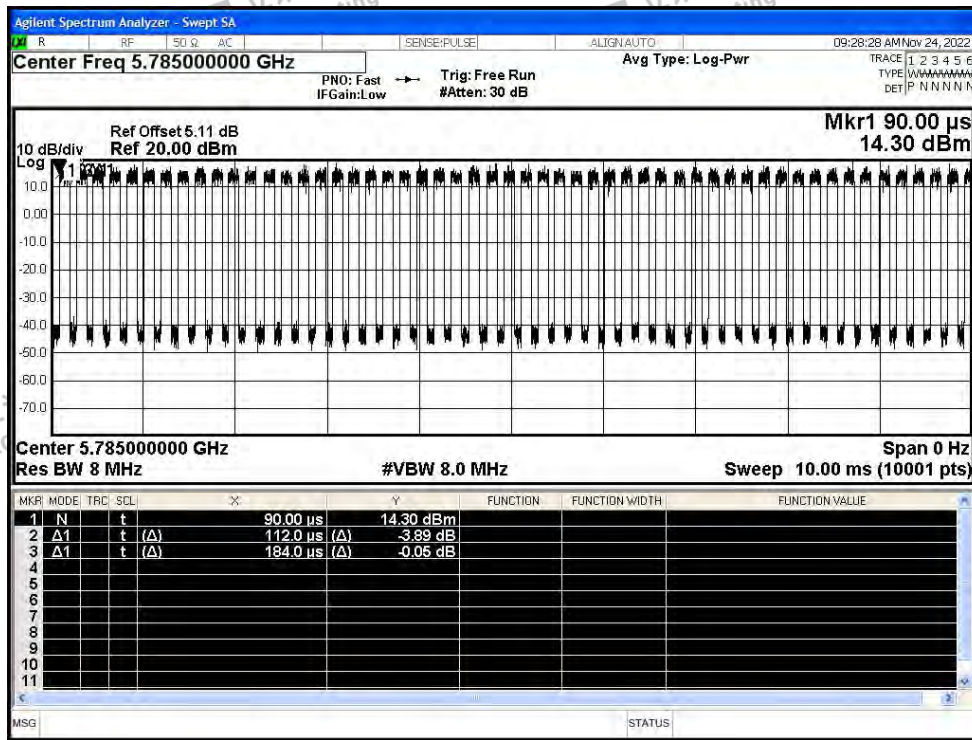 Agilent Spectrum Analyzer - Swept SA
LXI R RF 50 Ω AC SENSE:PULSE ALIGN AUTO 09:28:28 AM Nov 24, 2022
Center Freq 5.785000000 GHz
Avg Type: Log-Pwr
TRACE 1 2 3 4 5 6
PNO: Fast
Trig: Free Run
TYPE WWWWWW
IFGain:Low
#Atten: 30 dB
DET P N N N N N
Mkr1 90.00 µs
Ref Offset 5.11 dB
10 dB/div Ref 20.00 dBm
14.30 dBm
Log
10.0
0.00
-10.0
-20.0
-30.0
-40.0
-50.0
-60.0
-70.0
Center 5.785000000 GHz Span 0 Hz
Res BW 8 MHz #VBW 8.0 MHz Sweep 10.00 ms (10001 pts)
MKR MODE TRC SCL X Y FUNCTION FUNCTION WIDTH FUNCTION VALUE
1 N t 90.00 µs 14.30 dBm
2 Δ1 t (Δ) 112.0 µs (Δ) -3.89 dB
3 Δ1 t (Δ) 184.0 µs (Δ) -0.05 dB
4
5
6
7
8
9
10
11
MSG STATUS